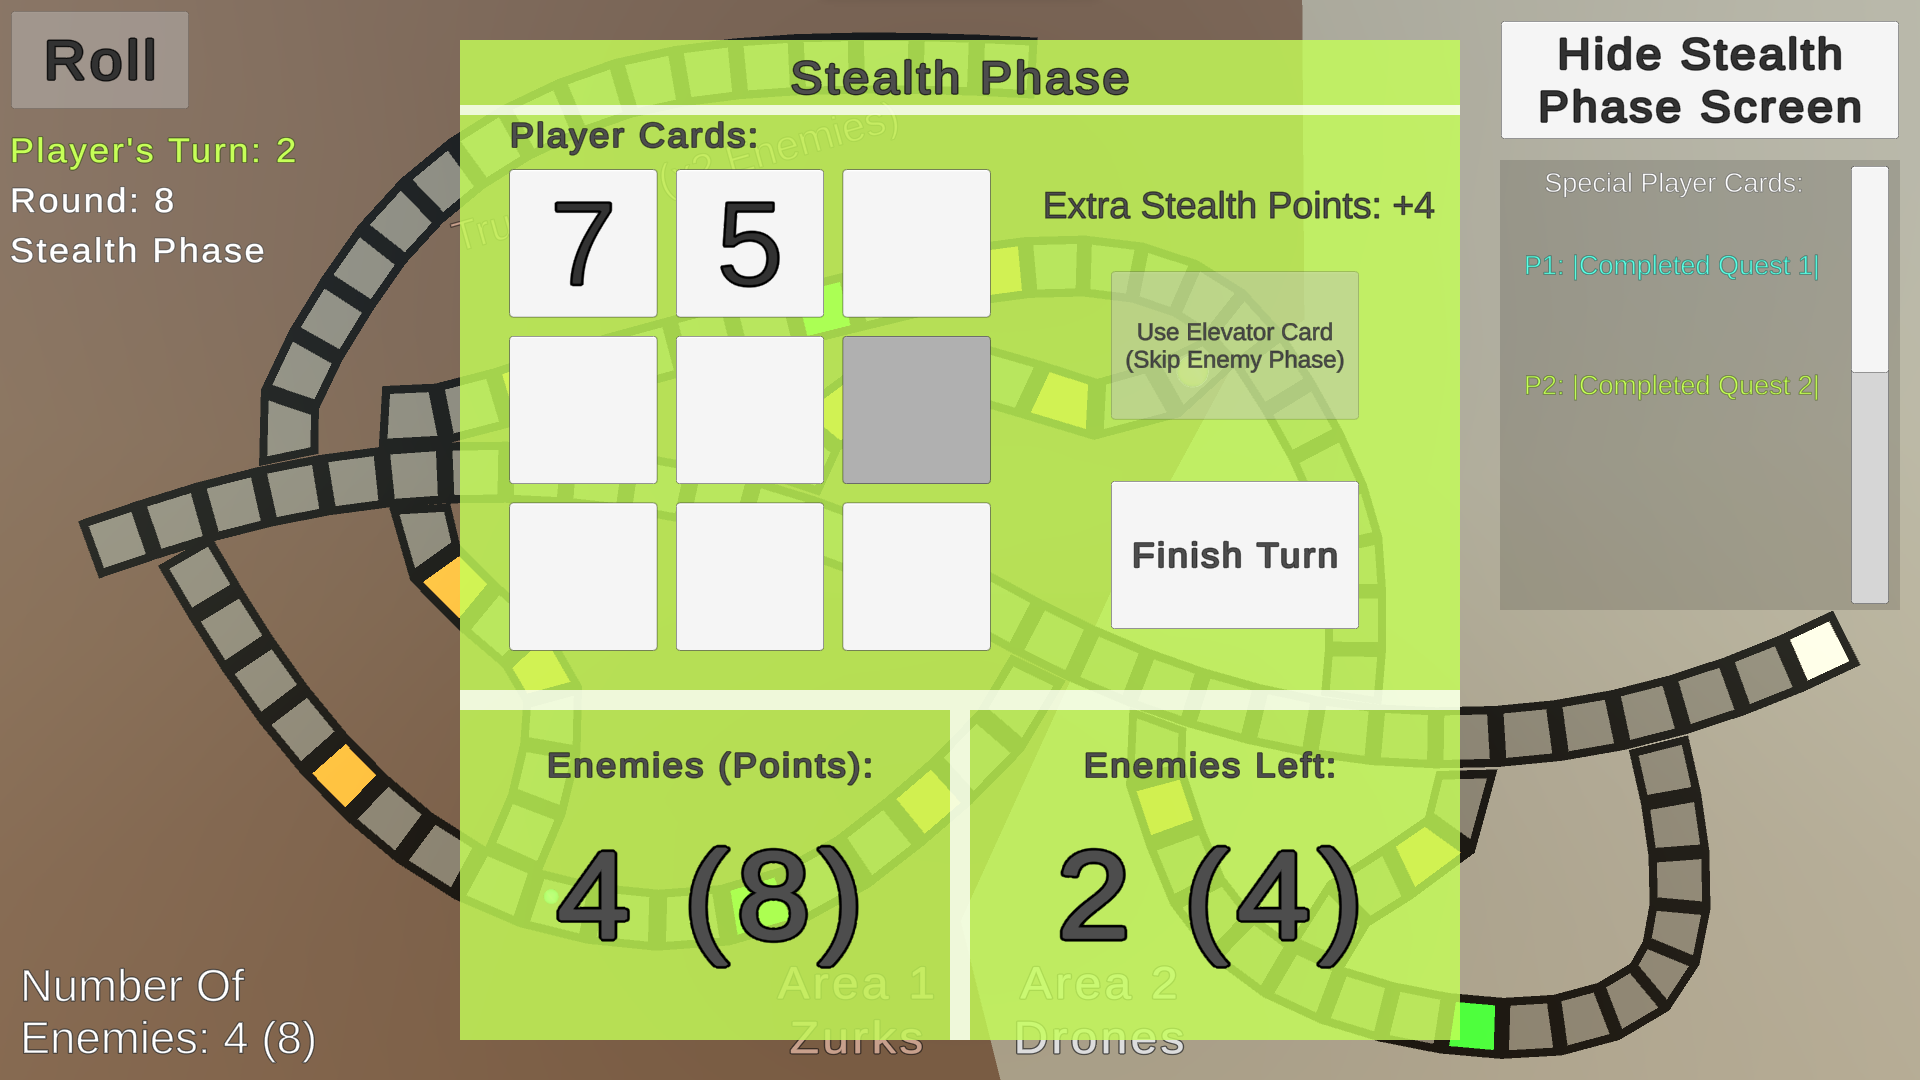 Roll
Player's Turn: 2
Round: 8
Stealth Phase
Stealth Phase
Player Cards:
7 5
Extra Stealth Points: +4
Use Elevator Card
(Skip Enemy Phase)
Finish Turn
Enemies (Points):
4 (8)
Enemies Left:
2 (4)
Hide Stealth
Phase Screen
Special Player Cards:
P1: |Completed Quest 1|
P2: |Completed Quest 2|
(x2 Enemies)
Area 1
Zurks
Area 2
Drones
Number Of
Enemies: 4 (8)